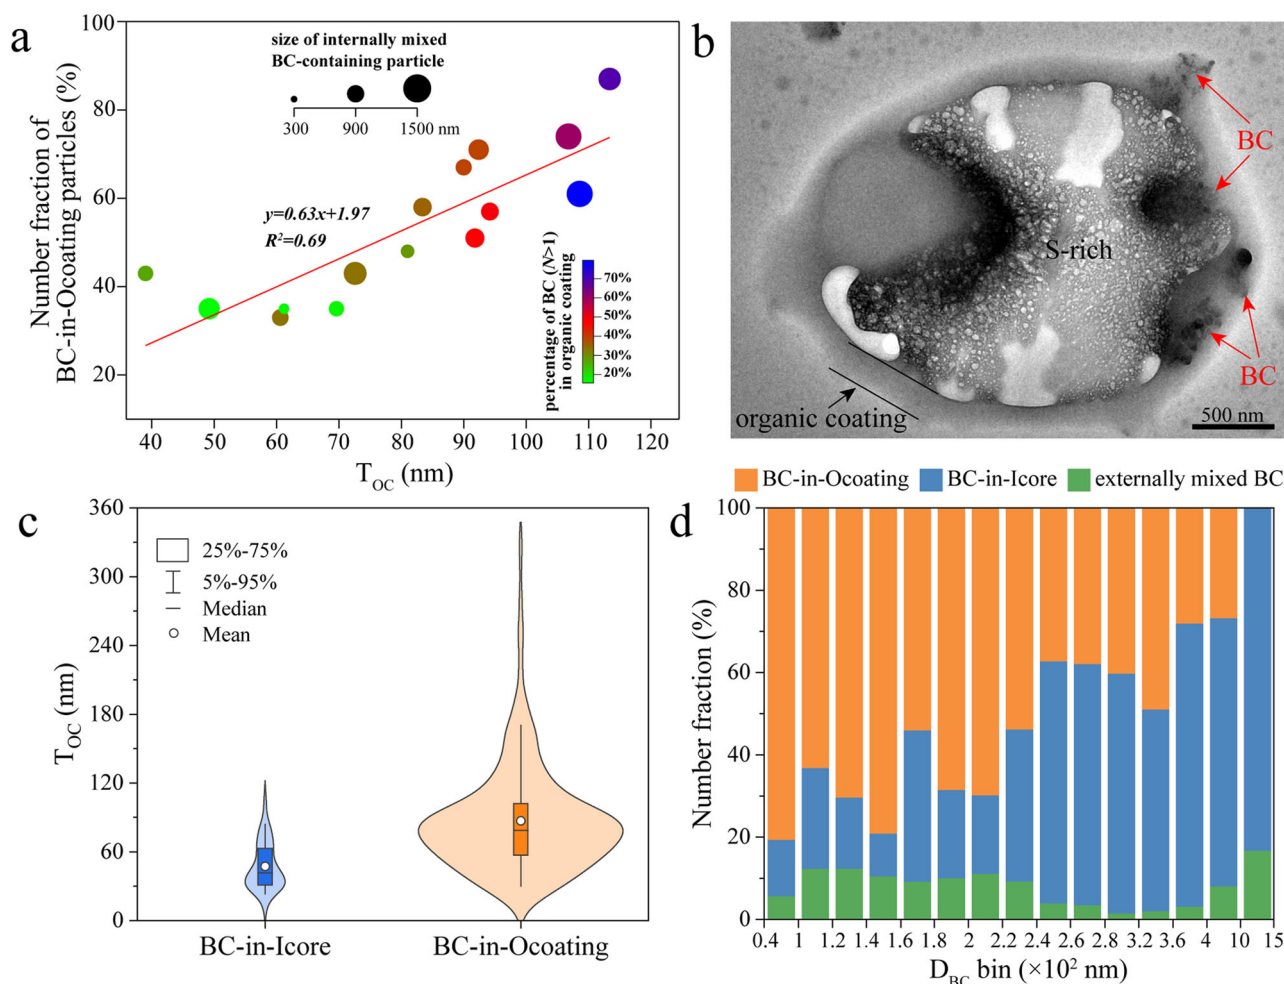 a
100
80
60
40
20
Number fraction of
BC-in-Ocoating particles (%)
size of internally mixed
BC-containing particle
300 900 1500 nm
y=0.63x+1.97
R²=0.69
percentage of BC (N>1)
in organic coating
70%
60%
50%
40%
30%
20%
40 50 60 70 80 90 100 110 120
T_OC (nm)
b
BC
S-rich
BC
organic coating
500 nm
c
360
300
240
180
120
60
0
T_OC (nm)
25%-75%
5%-95%
Median
Mean
BC-in-Icore BC-in-Ocoating
BC-in-Ocoating BC-in-Icore externally mixed BC
d
100
80
60
40
20
0
Number fraction (%)
0.4 1 1.2 1.4 1.6 1.8 2 2.2 2.4 2.6 2.8 3.2 3.6 4 10 15
D_BC bin (×10² nm)